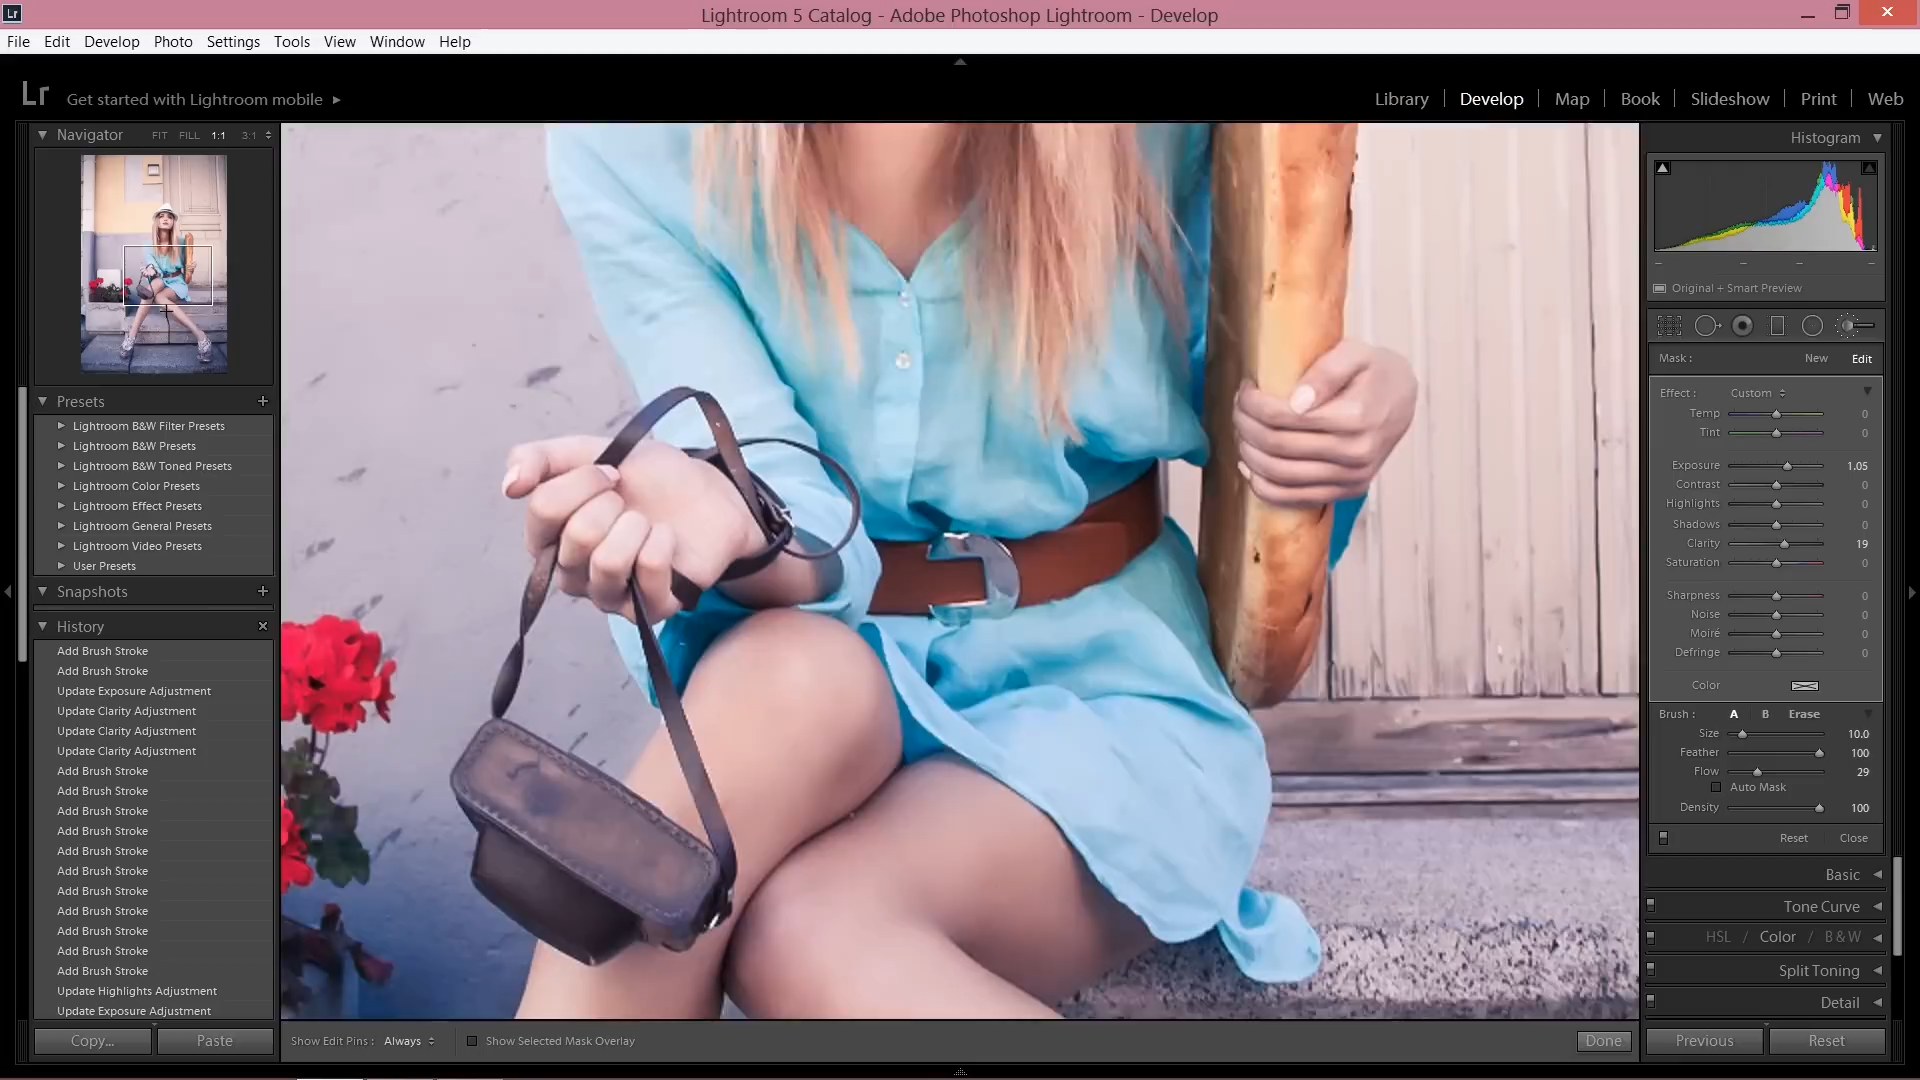 Lr
Lightroom 5 Catalog - Adobe Photoshop Lightroom - Develop
File Edit Develop Photo Settings Tools View Window Help
Lr Get started with Lightroom mobile
Library Develop Map Book Slideshow Print Web
Navigator FIT FILL 1:1 3:1
Presets
Lightroom B&W Filter Presets
Lightroom B&W Presets
Lightroom B&W Toned Presets
Lightroom Color Presets
Lightroom Effect Presets
Lightroom General Presets
Lightroom Video Presets
User Presets
Snapshots
History
Add Brush Stroke
Add Brush Stroke
Update Exposure Adjustment
Update Clarity Adjustment
Update Clarity Adjustment
Update Clarity Adjustment
Add Brush Stroke
Add Brush Stroke
Add Brush Stroke
Add Brush Stroke
Add Brush Stroke
Add Brush Stroke
Add Brush Stroke
Add Brush Stroke
Add Brush Stroke
Add Brush Stroke
Add Brush Stroke
Update Highlights Adjustment
Update Exposure Adjustment
Copy... Paste
Show Edit Pins : Always Show Selected Mask Overlay Done
Histogram
Original + Smart Preview
Mask : New Edit
Effect : Custom
Temp 0
Tint 0
Exposure 1.05
Contrast 0
Highlights 0
Shadows 0
Clarity 19
Saturation 0
Sharpness 0
Noise 0
Moiré 0
Defringe 0
Color
Brush : A B Erase
Size 10.0
Feather 100
Flow 29
Auto Mask
Density 100
Reset Close
Basic
Tone Curve
HSL / Color / B & W
Split Toning
Detail
Previous Reset